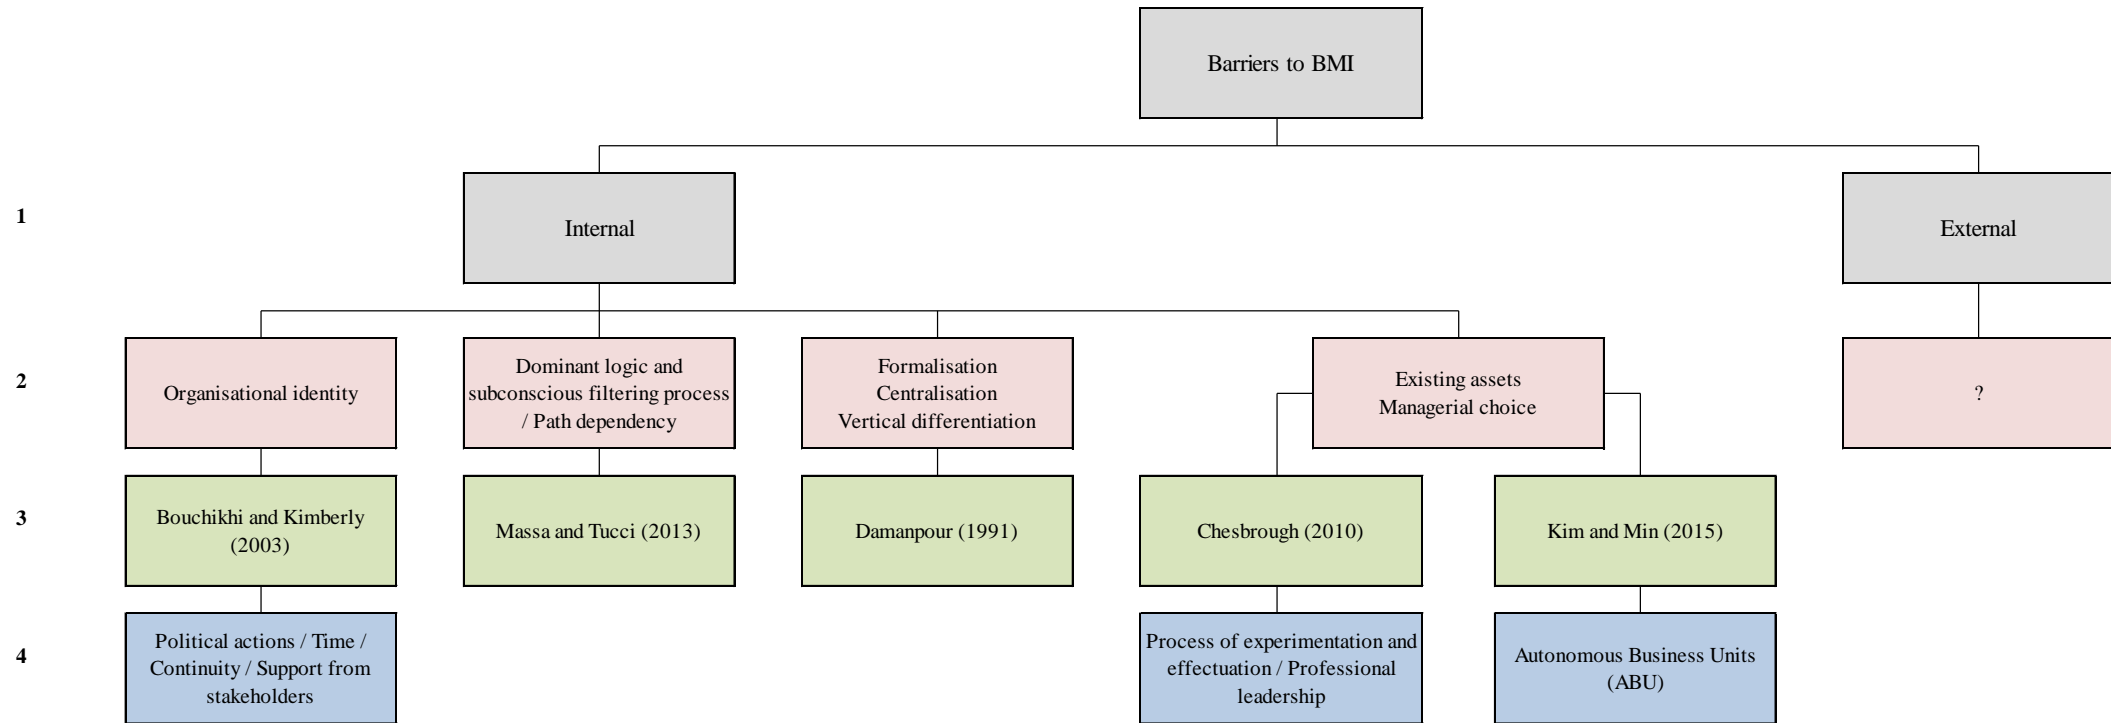 Barriers to BMI
1
Internal
External
2
Organisational identity
Dominant logic and
subconscious filtering process
/ Path dependency
Formalisation
Centralisation
Vertical differentiation
Existing assets
Managerial choice
?
3
Bouchikhi and Kimberly
(2003)
Massa and Tucci (2013)
Damanpour (1991)
Chesbrough (2010)
Kim and Min (2015)
4
Political actions / Time /
Continuity / Support from
stakeholders
Process of experimentation and
effectuation / Professional
leadership
Autonomous Business Units
(ABU)